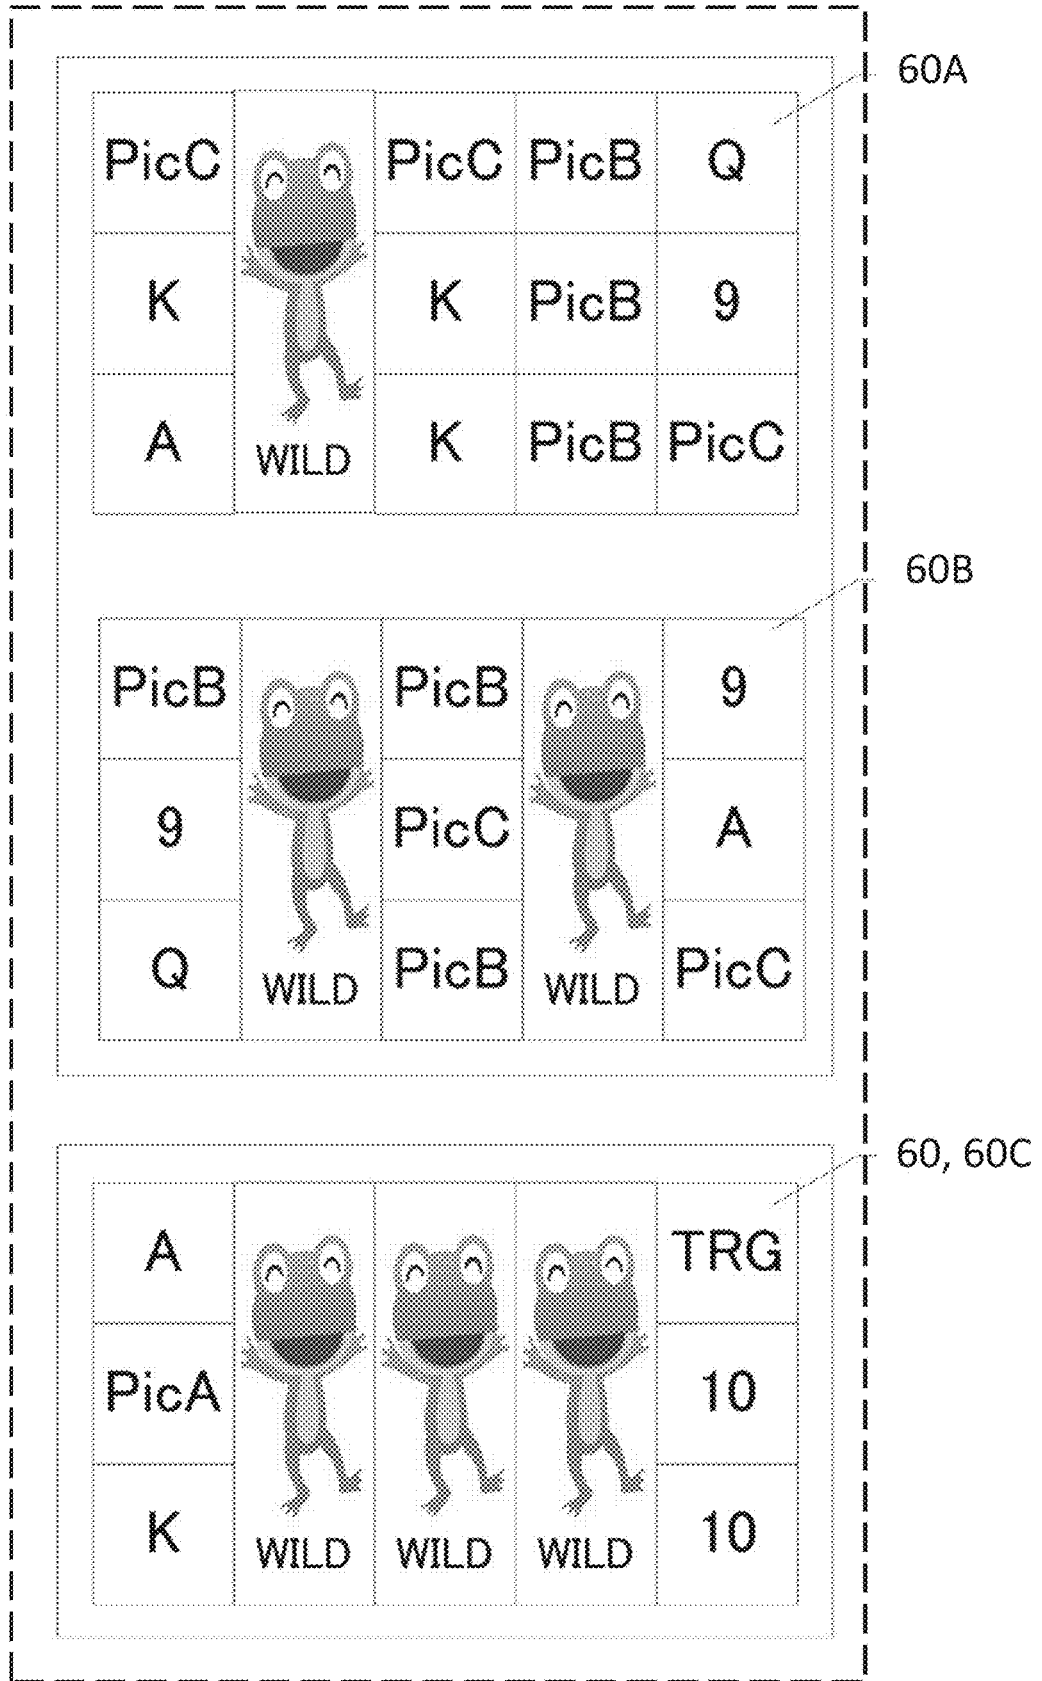 60A
PicC PicC PicB Q
K K PicB 9
A WILD K PicB PicC
60B
PicB PicB 9
9 PicC A
Q WILD PicB WILD PicC
60, 60C
A TRG
PicA 10
K WILD WILD WILD 10